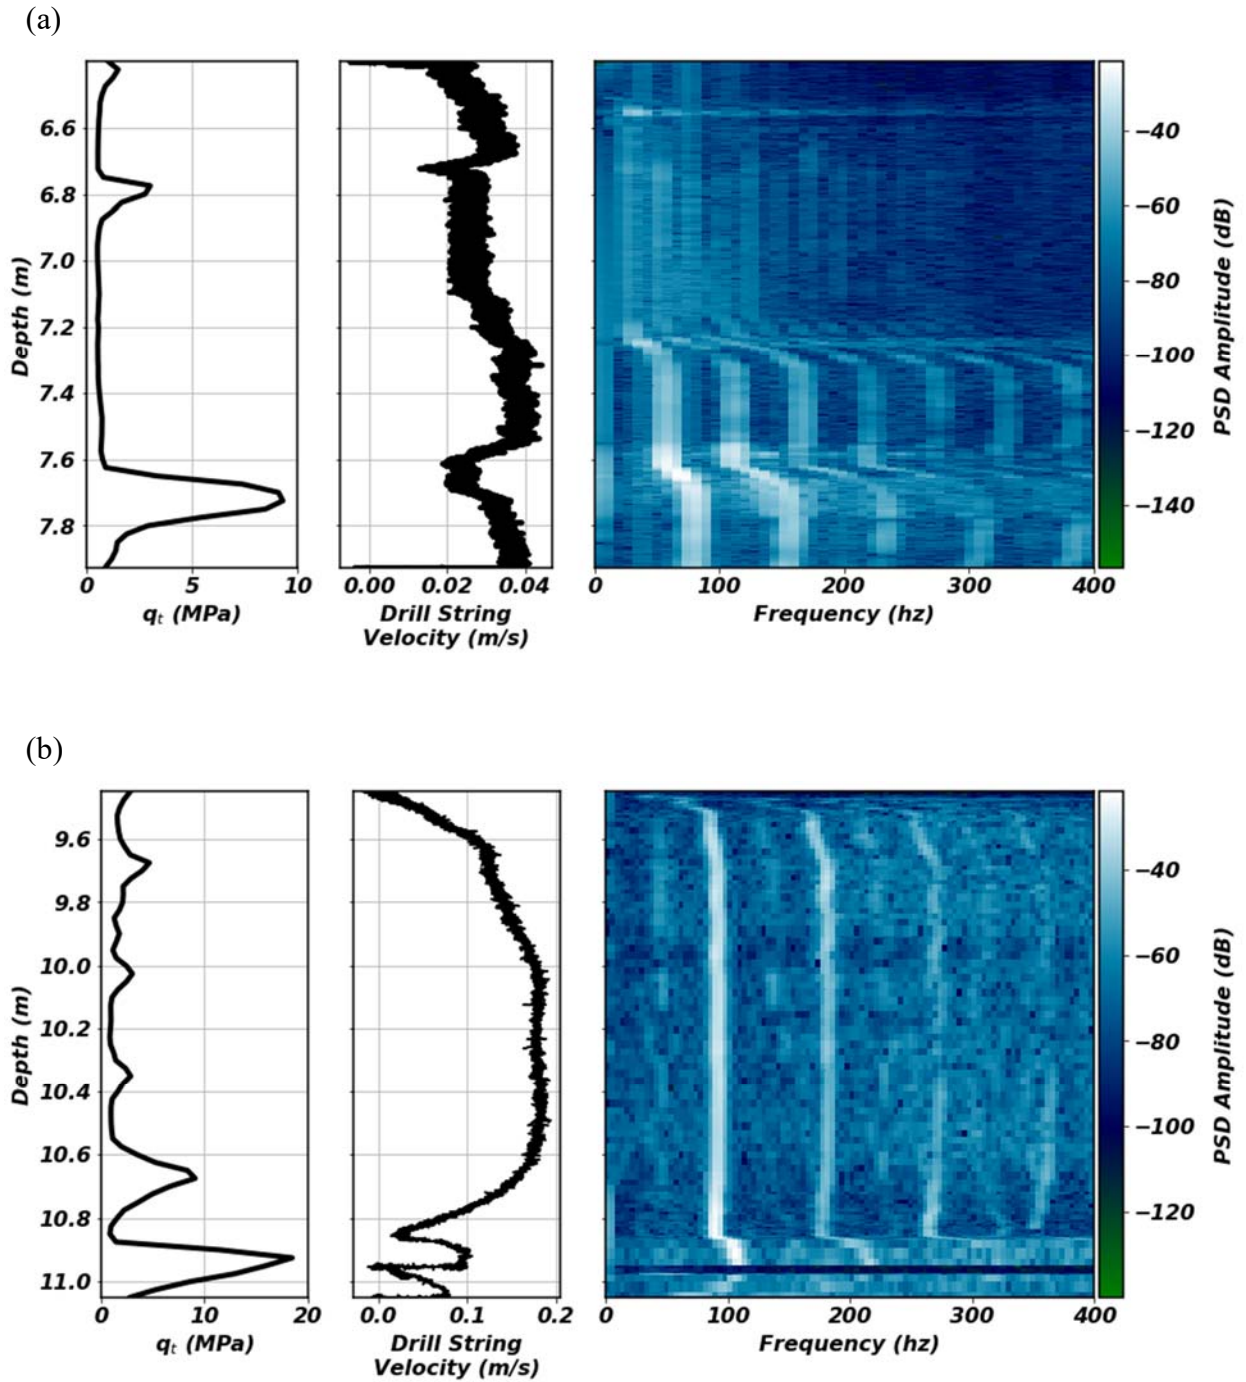 (a)
6.6
6.8
7.0
7.2
7.4
7.6
7.8
Depth (m)
0 5 10
qt (MPa)
0.00 0.02 0.04
Drill String
Velocity (m/s)
0 100 200 300 400
Frequency (hz)
−40
−60
−80
−100
−120
−140
PSD Amplitude (dB)
(b)
9.6
9.8
10.0
10.2
10.4
10.6
10.8
11.0
Depth (m)
0 10 20
qt (MPa)
0.0 0.1 0.2
Drill String
Velocity (m/s)
0 100 200 300 400
Frequency (hz)
−40
−60
−80
−100
−120
PSD Amplitude (dB)